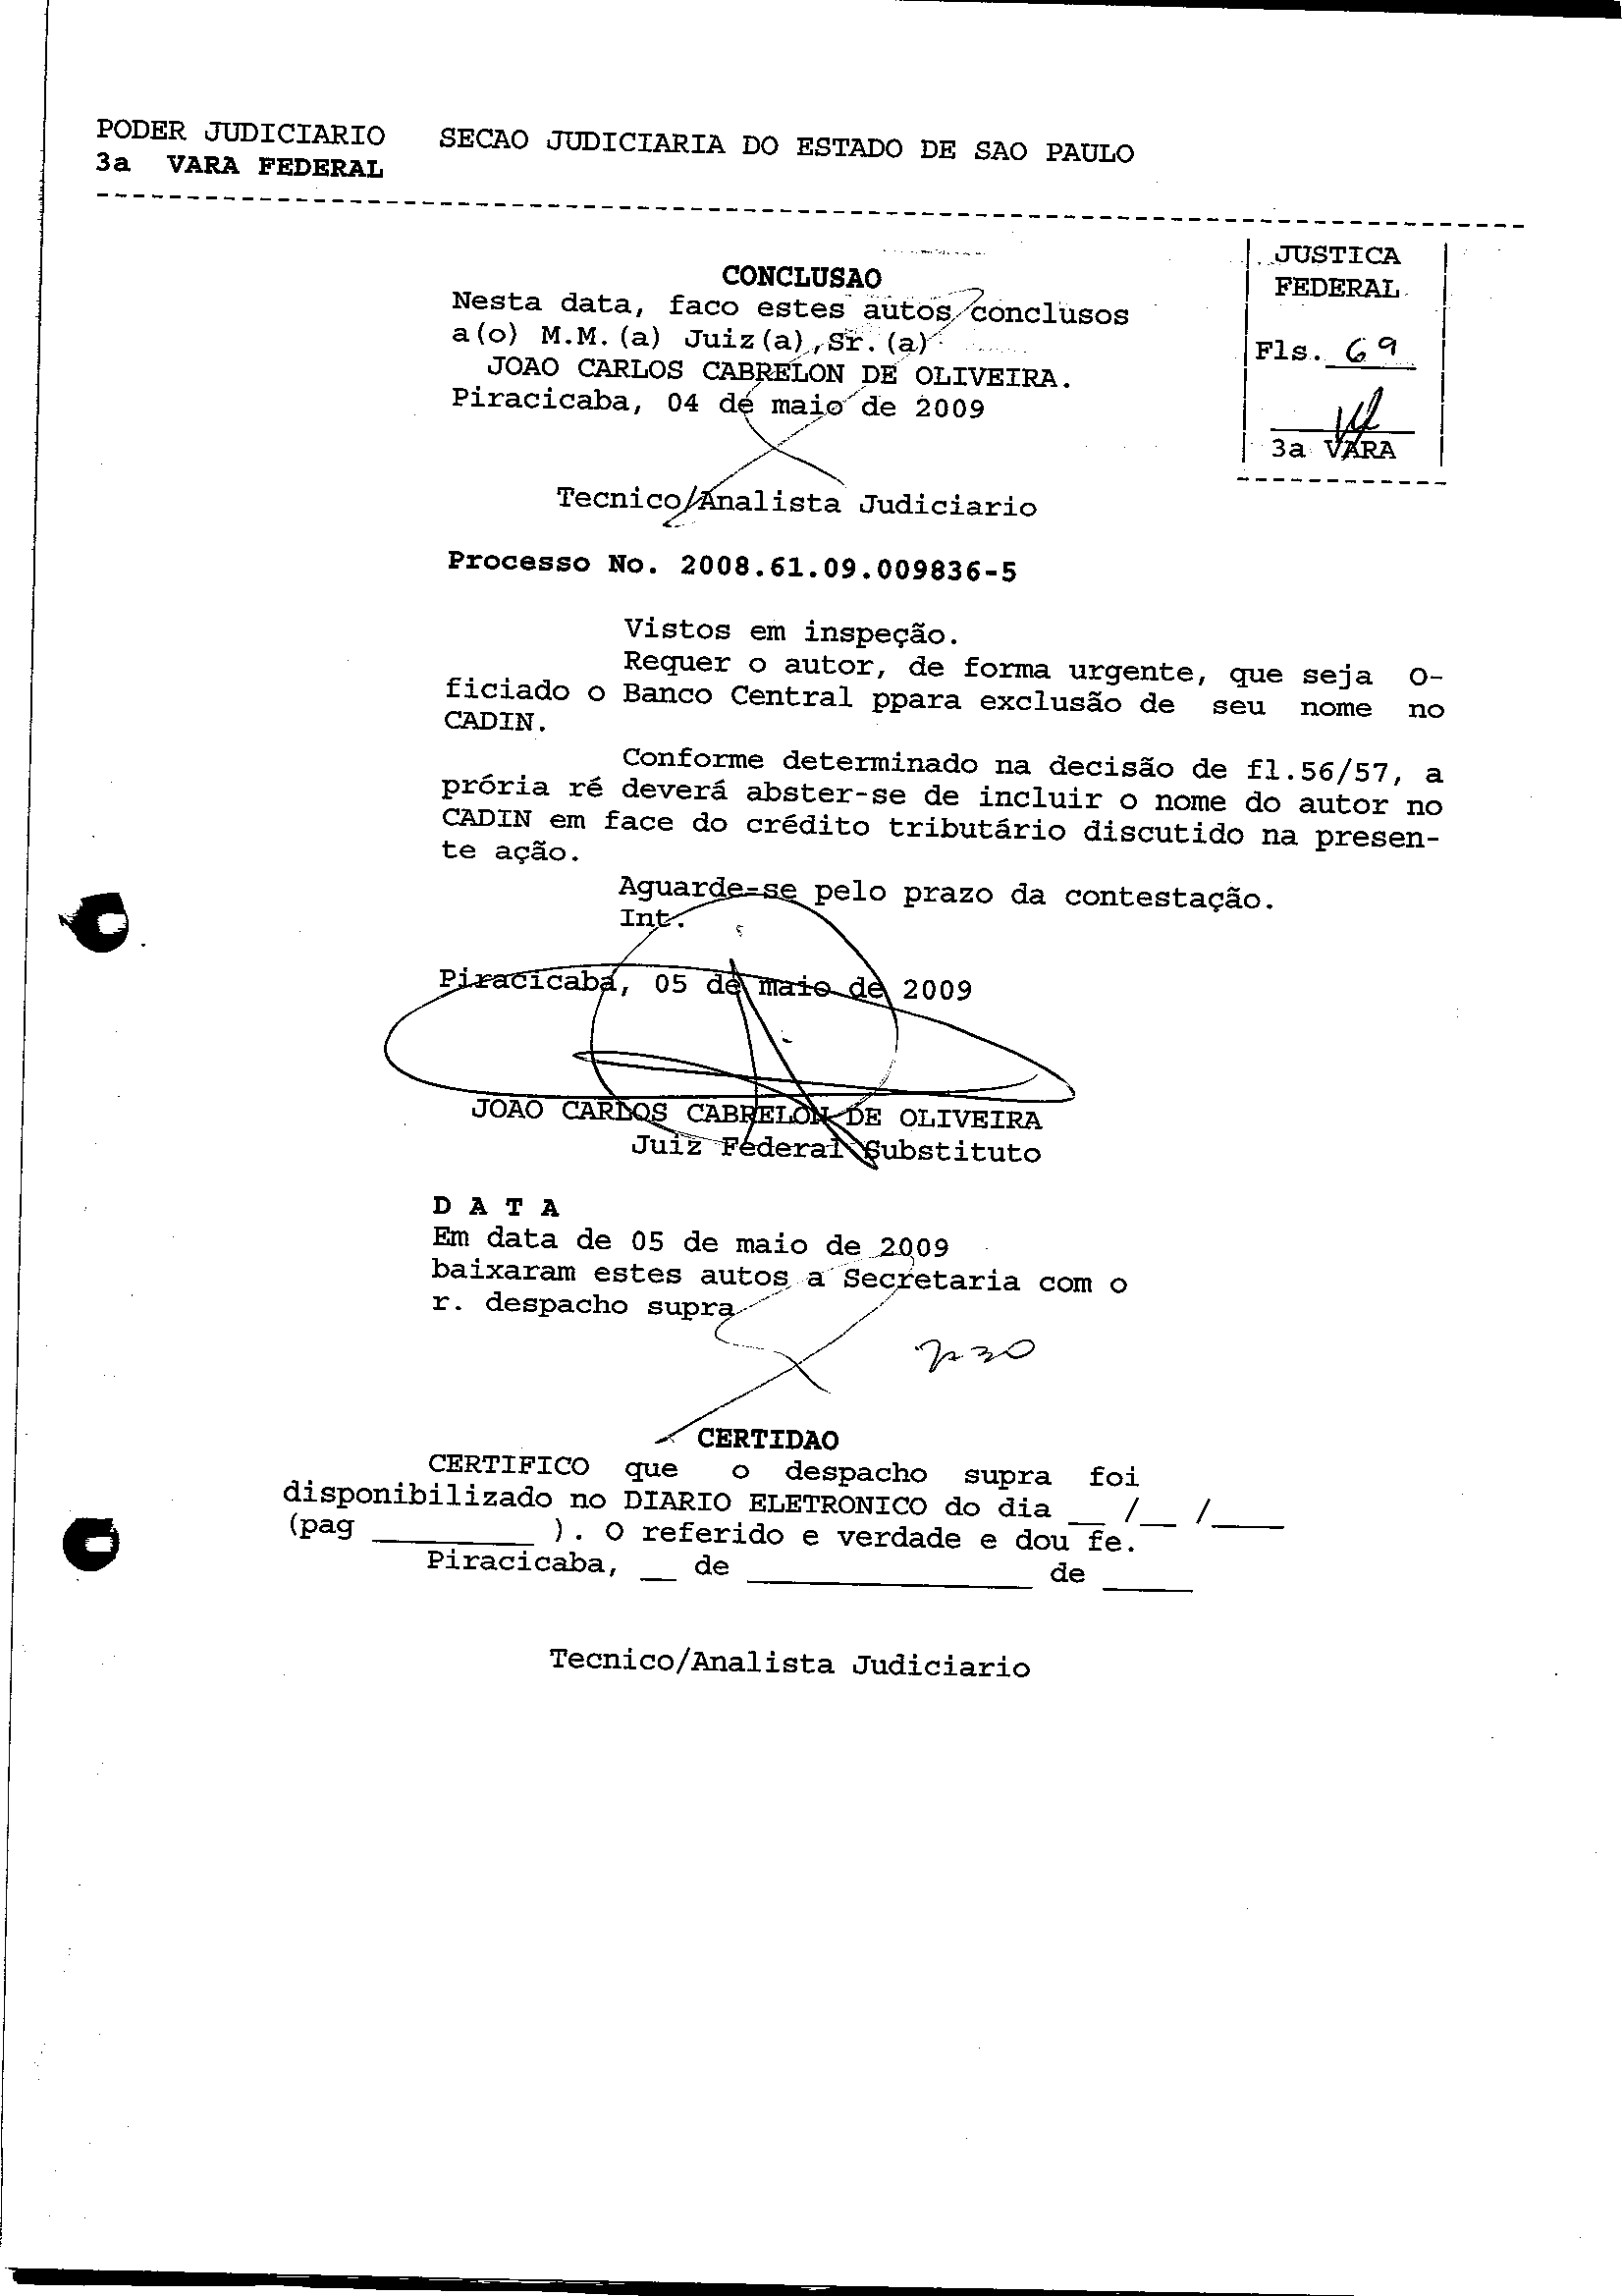 PODER JUDICIARIO SECAO JUDICIARIA DO ESTADO DE SAO PAULO
3a VARA FEDERAL
JUSTICA
FEDERAL
Fls. 69
3a VARA
CONCLUSAO
Nesta data, faco estes autos conclusos
a(o) M.M.(a) Juiz(a),Sr.(a)
JOAO CARLOS CABRELON DE OLIVEIRA.
Piracicaba, 04 de maio de 2009
Tecnico/Analista Judiciario
Processo No. 2008.61.09.009836-5
Vistos em inspeção.
Requer o autor, de forma urgente, que seja O-
ficiado o Banco Central ppara exclusão de seu nome no
CADIN.
Conforme determinado na decisão de fl.56/57, a
prória ré deverá abster-se de incluir o nome do autor no
CADIN em face do crédito tributário discutido na presen-
te ação.
Aguarde-se pelo prazo da contestação.
Int.
Piracicaba, 05 de maio de 2009
JOAO CARLOS CABRELON DE OLIVEIRA
Juiz Federal Substituto
D A T A
Em data de 05 de maio de 2009
baixaram estes autos a Secretaria com o
r. despacho supra
CERTIDAO
CERTIFICO que o despacho supra foi
disponibilizado no DIARIO ELETRONICO do dia __ /__ /____
(pag _________ ). O referido e verdade e dou fe.
Piracicaba, __ de ________________ de _____
Tecnico/Analista Judiciario